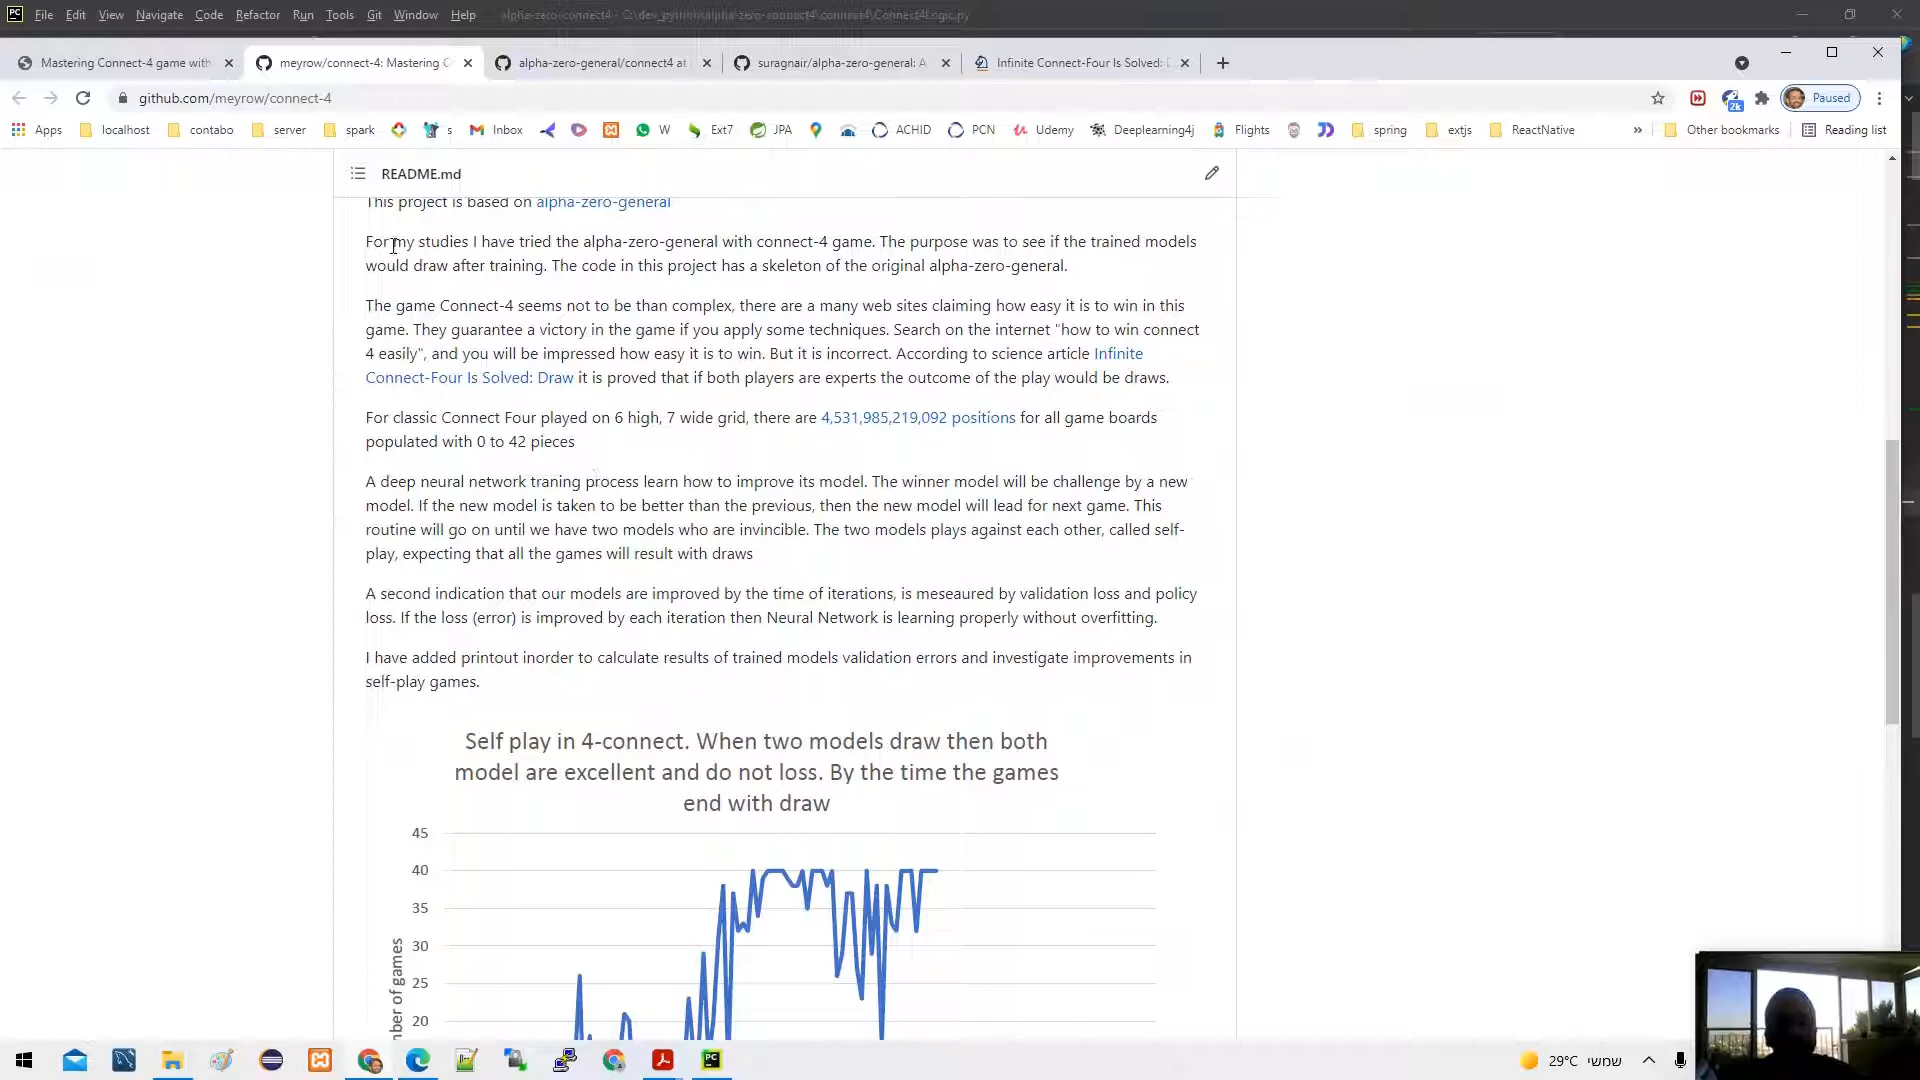 File Edit View Navigate Code Refactor Run Tools Git Window Help alpha-zero-connect4 - C:\dev_python\alpha-zero-connect4\connect4\Connect4Logic.py
Mastering Connect-4 game with meyrow/connect-4: Mastering C alpha-zero-general/connect4 at suragnair/alpha-zero-general: A Infinite Connect-Four Is Solved: D
github.com/meyrow/connect-4 2k Paused
Apps localhost contabo server spark s Inbox W Ext7 JPA ACHID PCN Udemy Deeplearning4j Flights spring extjs ReactNative » Other bookmarks Reading list
README.md
This project is based on alpha-zero-general
For my studies I have tried the alpha-zero-general with connect-4 game. The purpose was to see if the trained models
would draw after training. The code in this project has a skeleton of the original alpha-zero-general.
The game Connect-4 seems not to be than complex, there are a many web sites claiming how easy it is to win in this
game. They guarantee a victory in the game if you apply some techniques. Search on the internet "how to win connect
4 easily", and you will be impressed how easy it is to win. But it is incorrect. According to science article Infinite
Connect-Four Is Solved: Draw it is proved that if both players are experts the outcome of the play would be draws.
For classic Connect Four played on 6 high, 7 wide grid, there are 4,531,985,219,092 positions for all game boards
populated with 0 to 42 pieces
A deep neural network traning process learn how to improve its model. The winner model will be challenge by a new
model. If the new model is taken to be better than the previous, then the new model will lead for next game. This
routine will go on until we have two models who are invincible. The two models plays against each other, called self-
play, expecting that all the games will result with draws
A second indication that our models are improved by the time of iterations, is meseaured by validation loss and policy
loss. If the loss (error) is improved by each iteration then Neural Network is learning properly without overfitting.
I have added printout inorder to calculate results of trained models validation errors and investigate improvements in
self-play games.
Self play in 4-connect. When two models draw then both
model are excellent and do not loss. By the time the games
end with draw
45
40
35
30
25
20
mber of games
29°C שמשי